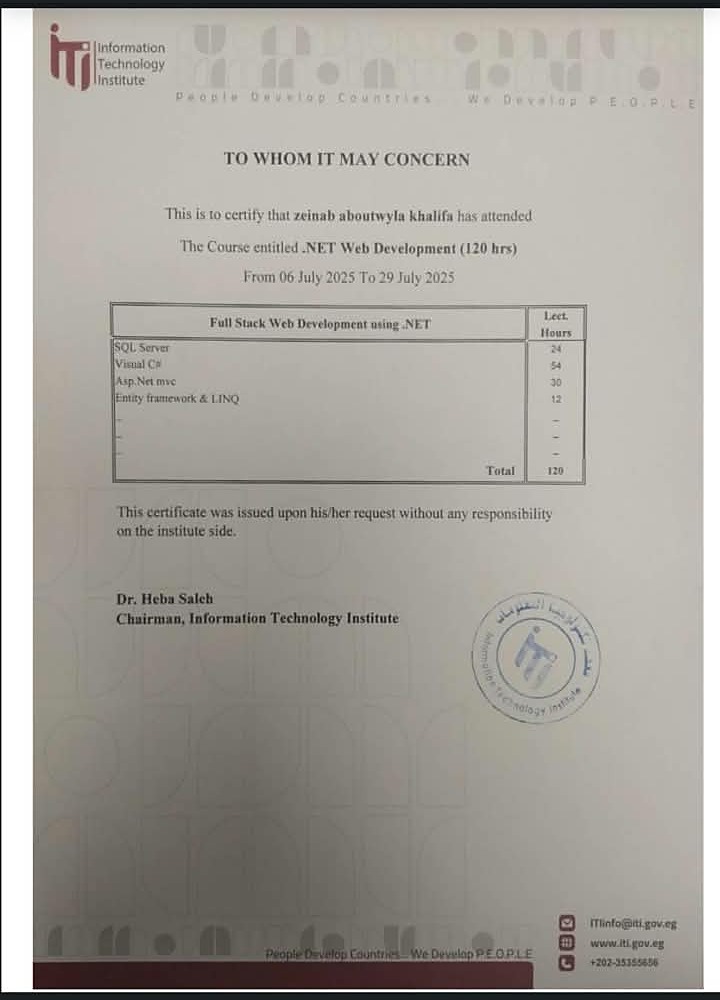 iTi
Information
Technology
Institute
People Develop Countries... We Develop P.E.O.P.L.E
TO WHOM IT MAY CONCERN
This is to certify that zeinab aboutwyla khalifa has attended
The Course entitled .NET Web Development (120 hrs)
From 06 July 2025 To 29 July 2025
Full Stack Web Development using .NET Lect. Hours
SQL Server 24
Visual C# 54
Asp.Net mvc 30
Entity framework & LINQ 12
- -
- -
- -
Total 120
This certificate was issued upon his/her request without any responsibility
on the institute side.
Dr. Heba Saleh
Chairman, Information Technology Institute
معهد تكنولوجيا المعلومات
iTi
Information Technology Institute
People Develop Countries... We Develop P.E.O.P.L.E
ITIinfo@iti.gov.eg
www.iti.gov.eg
+202-35355656